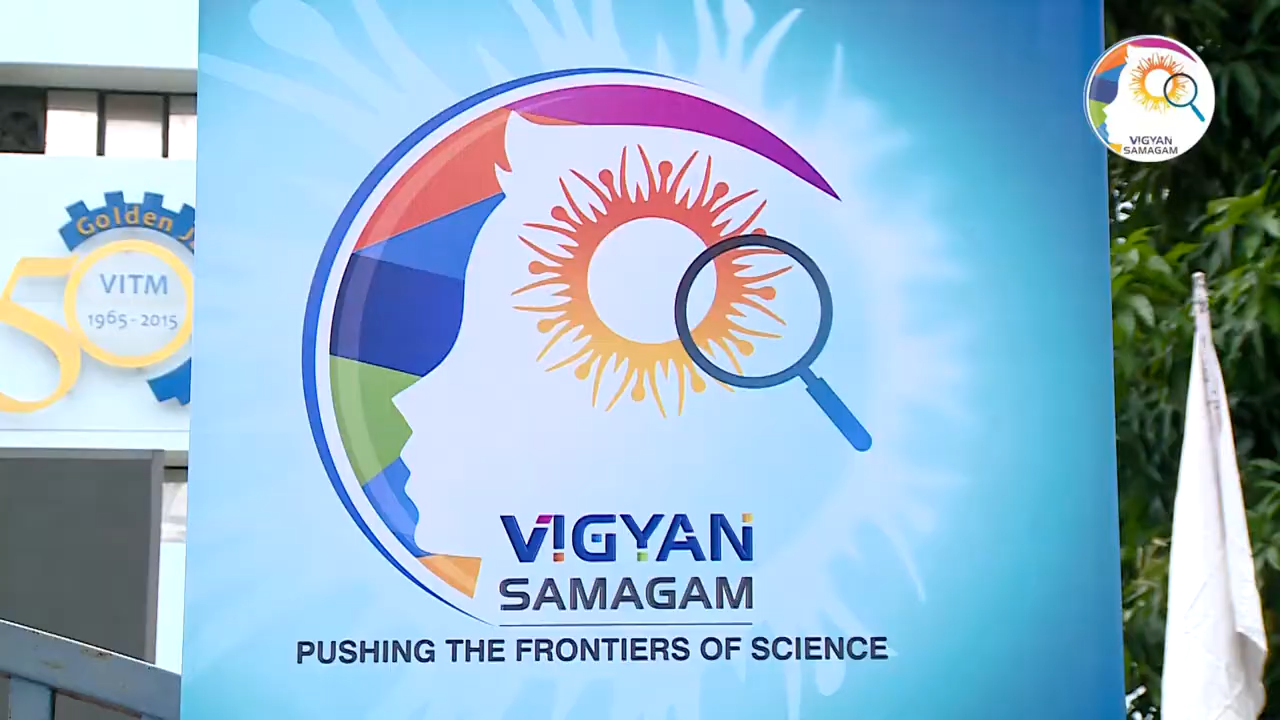 Golden
50
VITM
1965-2015
VIGYAN
SAMAGAM
PUSHING THE FRONTIERS OF SCIENCE
VIGYAN
SAMAGAM